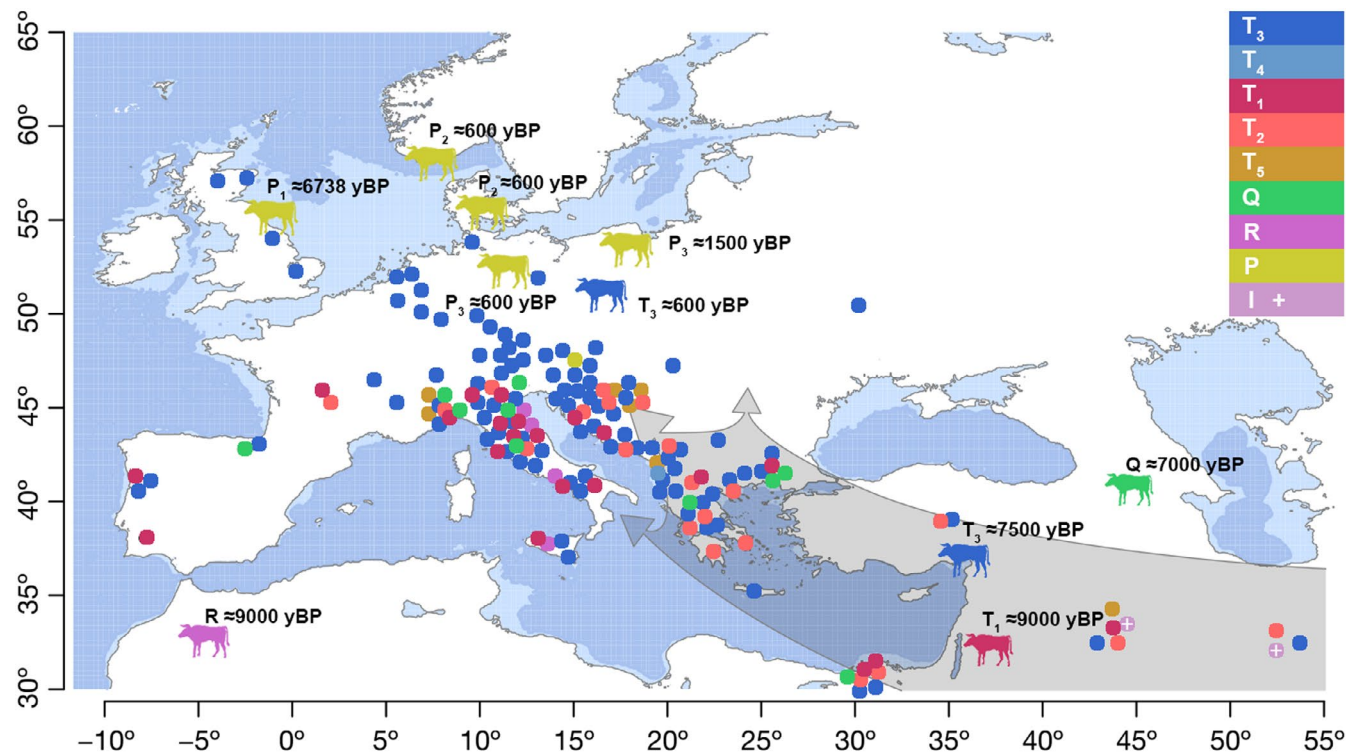 65°
60°
55°
50°
45°
40°
35°
30°
T3
T4
T1
T2
T5
Q
R
P
I +
P2 ≈600 yBP
P1 ≈6738 yBP
P2 ≈600 yBP
P3 ≈1500 yBP
P3 ≈600 yBP
T3 ≈600 yBP
Q ≈7000 yBP
T3 ≈7500 yBP
R ≈9000 yBP
T1 ≈9000 yBP
+
+
−10° −5° 0° 5° 10° 15° 20° 25° 30° 35° 40° 45° 50° 55°